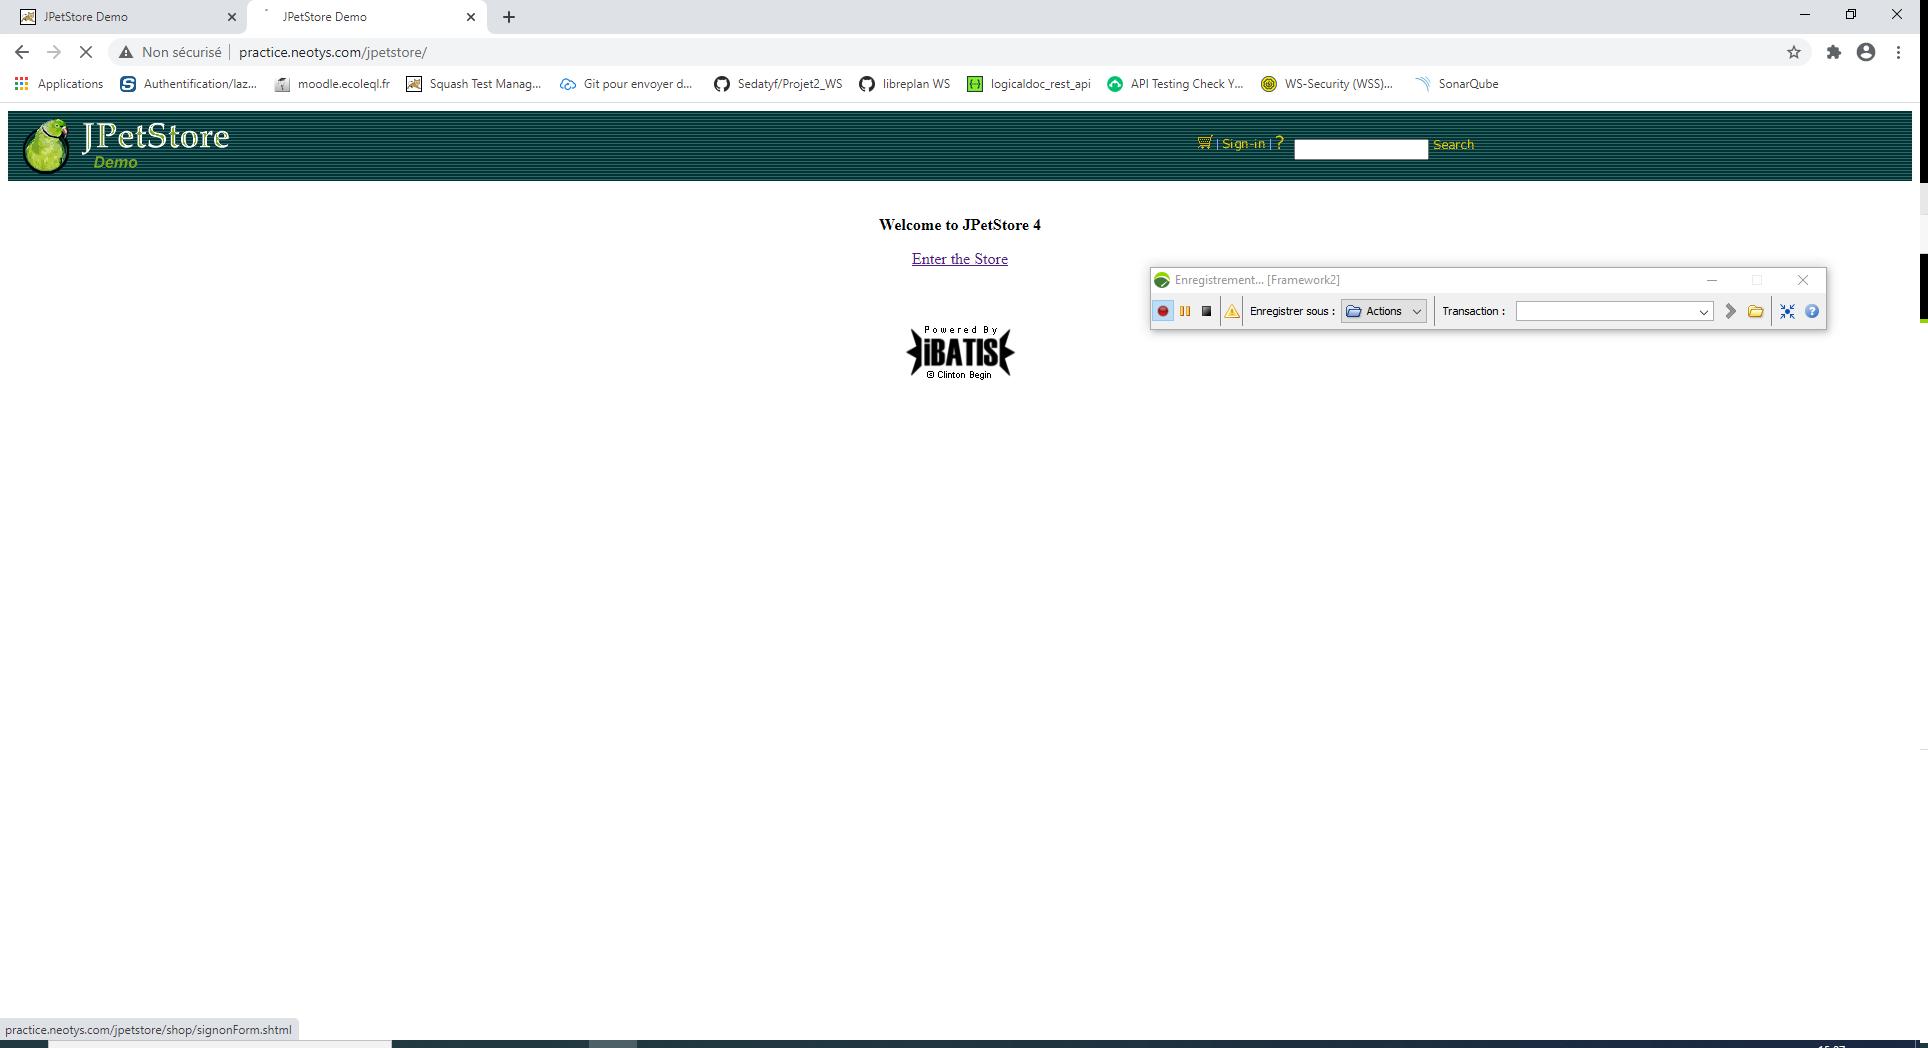 JPetStore Demo
JPetStore Demo
Non sécurisé | practice.neotys.com/jpetstore/
Applications Authentification/laz... moodle.ecoleql.fr Squash Test Manag... Git pour envoyer d... Sedatyf/Projet2_WS libreplan WS logicaldoc_rest_api API Testing Check Y... WS-Security (WSS)... SonarQube
JPetStore
Demo
| Sign-in | ? Search
Welcome to JPetStore 4
Enter the Store
Enregistrement... [Framework2]
Enregistrer sous : Actions Transaction :
Powered By
iBATIS
© Clinton Begin
practice.neotys.com/jpetstore/shop/signonForm.shtml